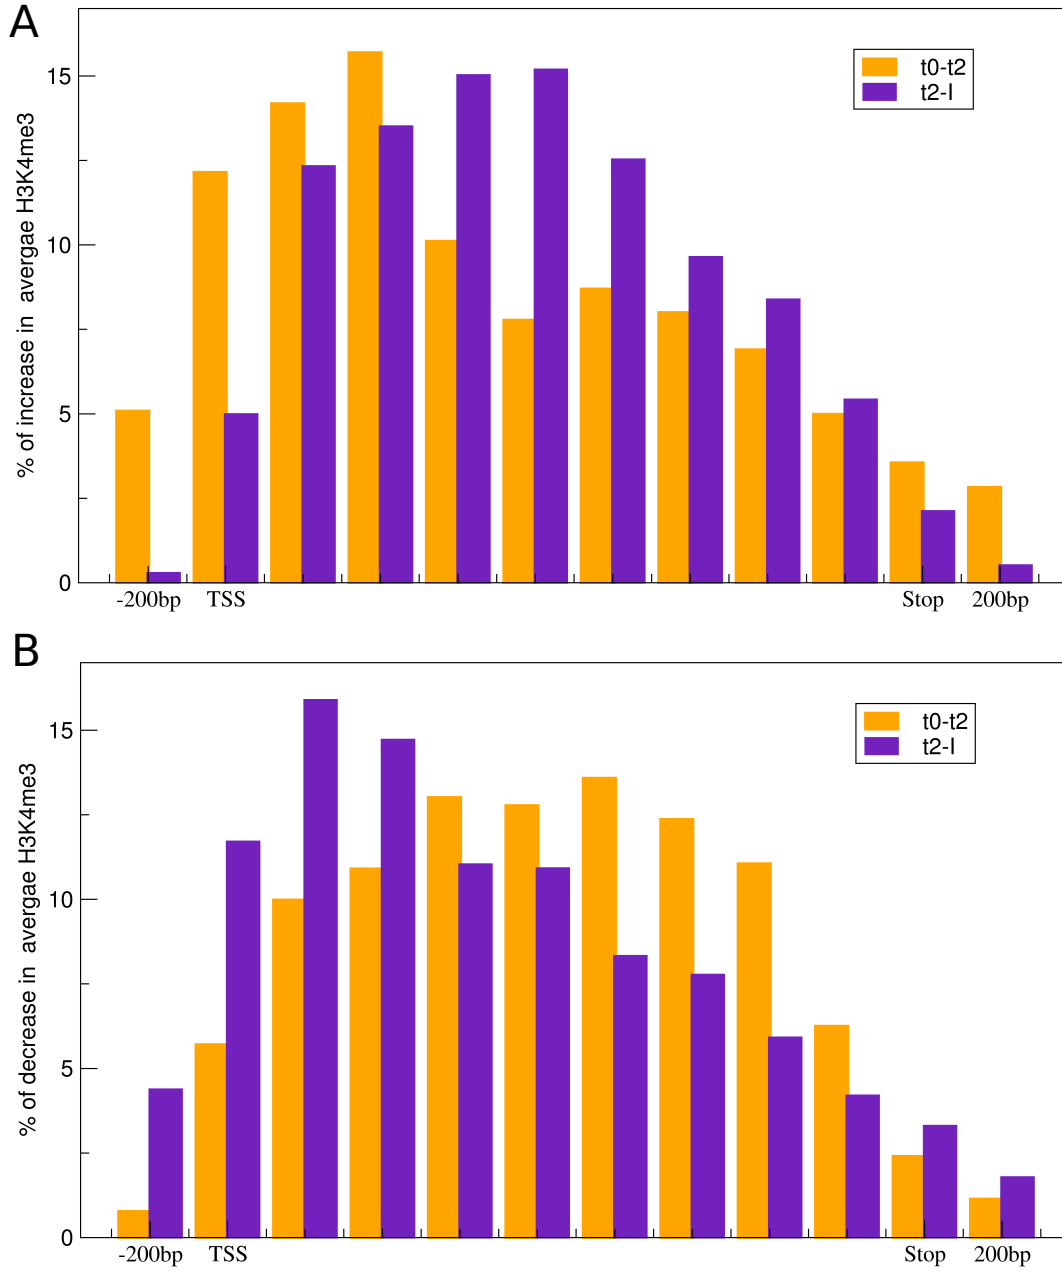 A
% of increase in avergae H3K4me3
15
10
5
0
t0-t2
t2-I
-200bp TSS Stop 200bp
B
% of decrease in avergae H3K4me3
15
10
5
0
t0-t2
t2-I
-200bp TSS Stop 200bp